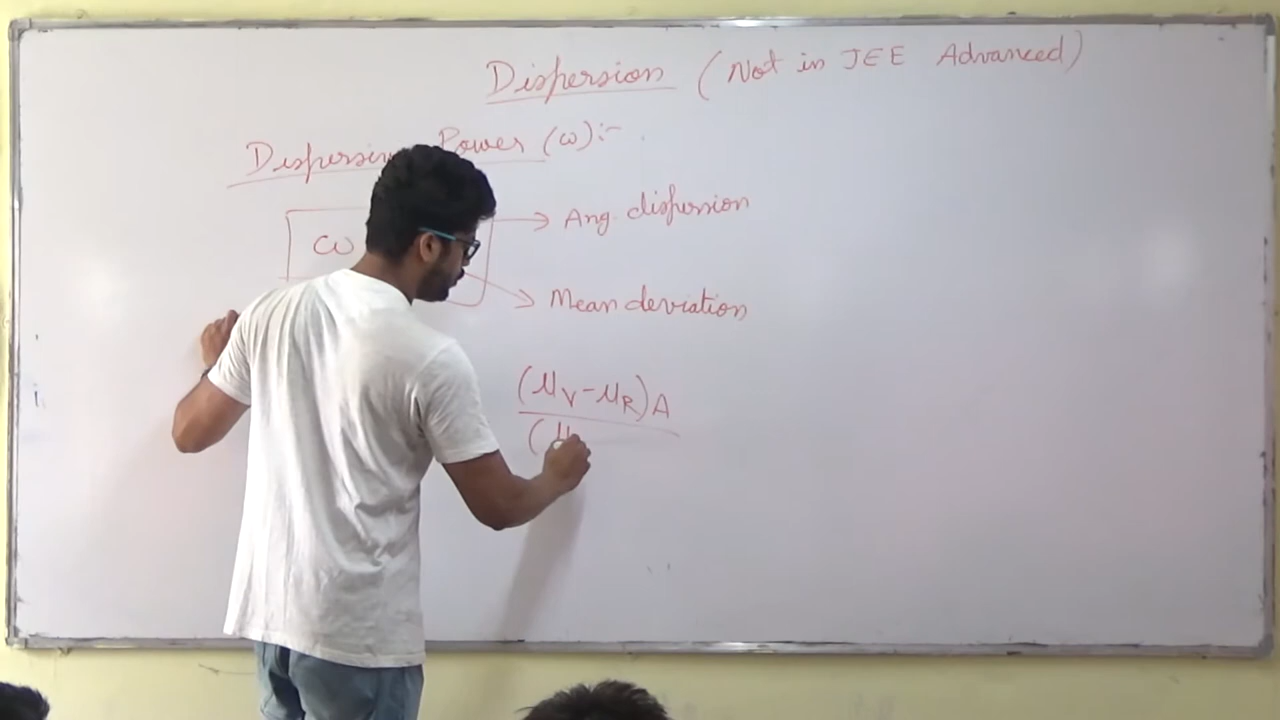 Dispersion (Not in JEE Advanced)
Power (ω):-
ω
Ang. dispersion
Mean deviation
(μV-μR)A
(μ